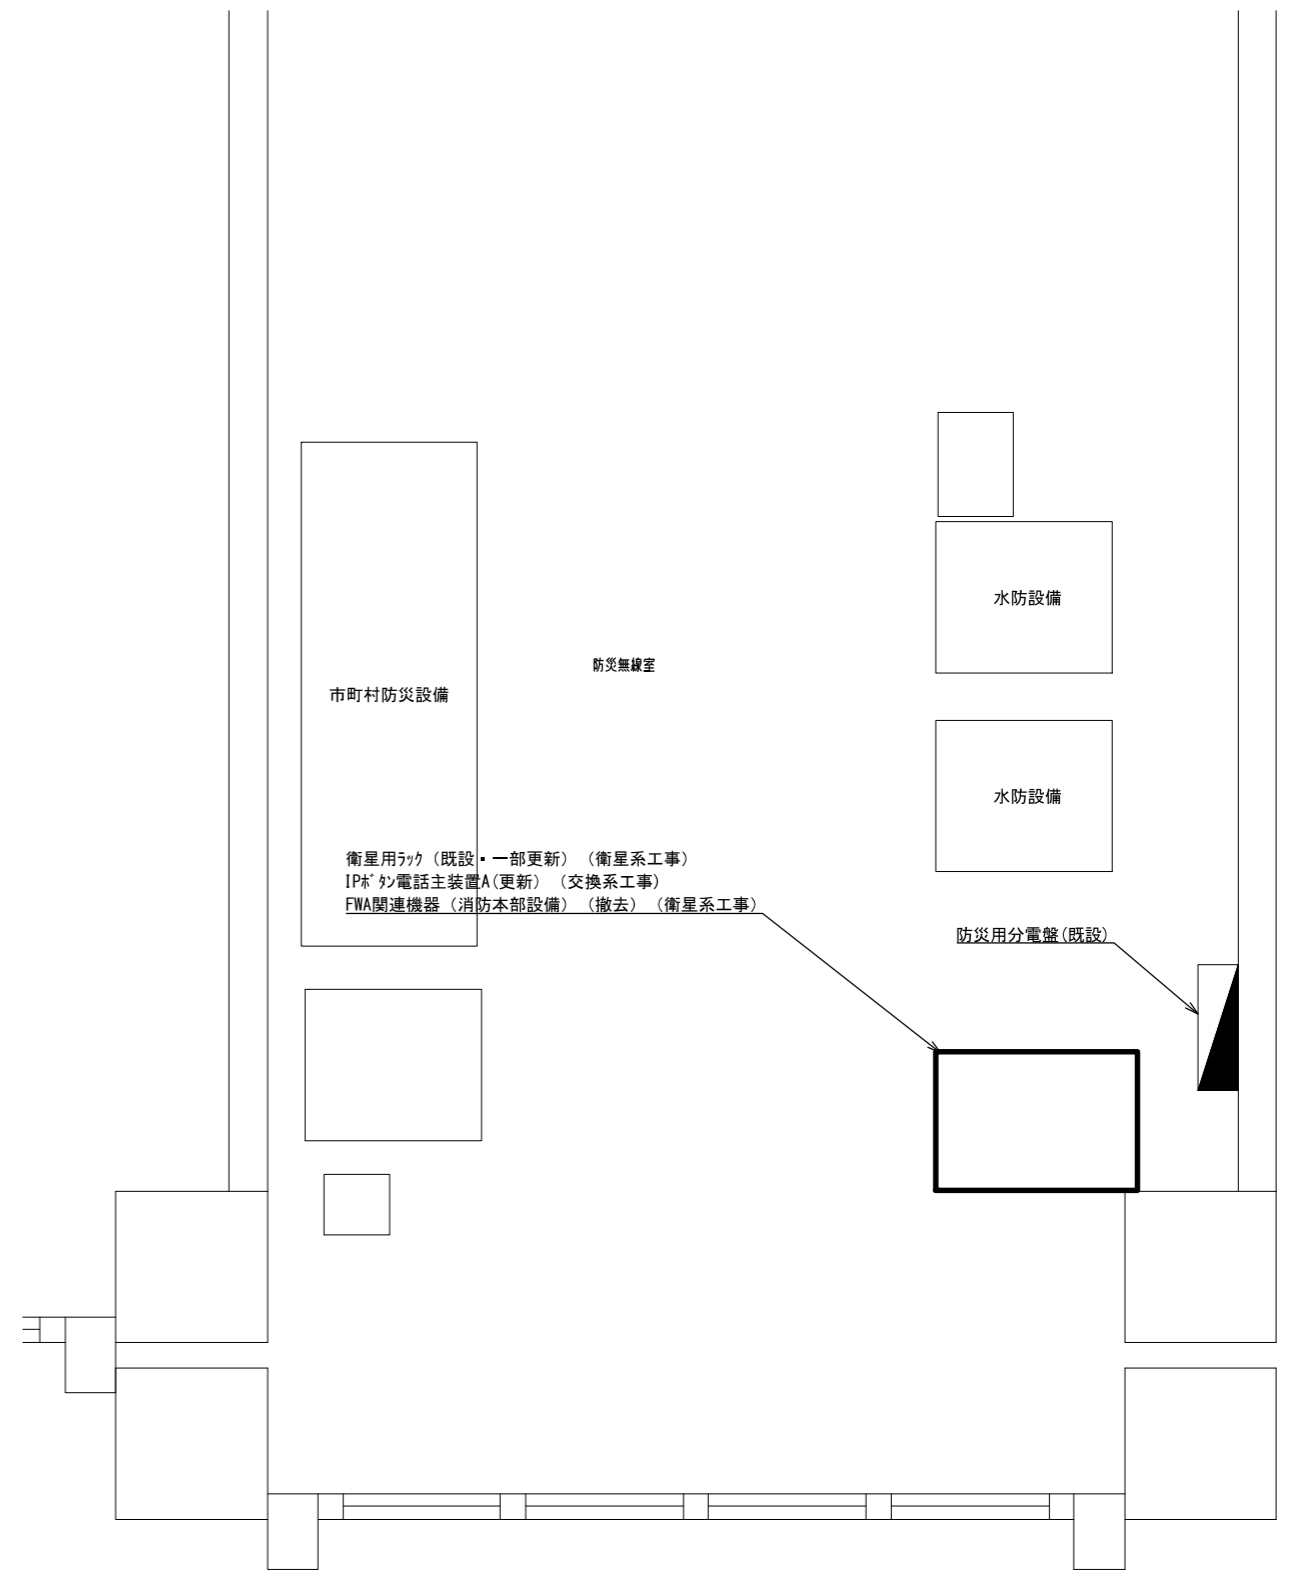 水防設備
防災無線室
市町村防災設備
水防設備
衛星用ﾗｯｸ（既設・一部更新）（衛星系工事）
IPﾎﾞﾀﾝ電話主装置A(更新）（交換系工事）
FWA関連機器（消防本部設備）（撤去）（衛星系工事）
防災用分電盤(既設)